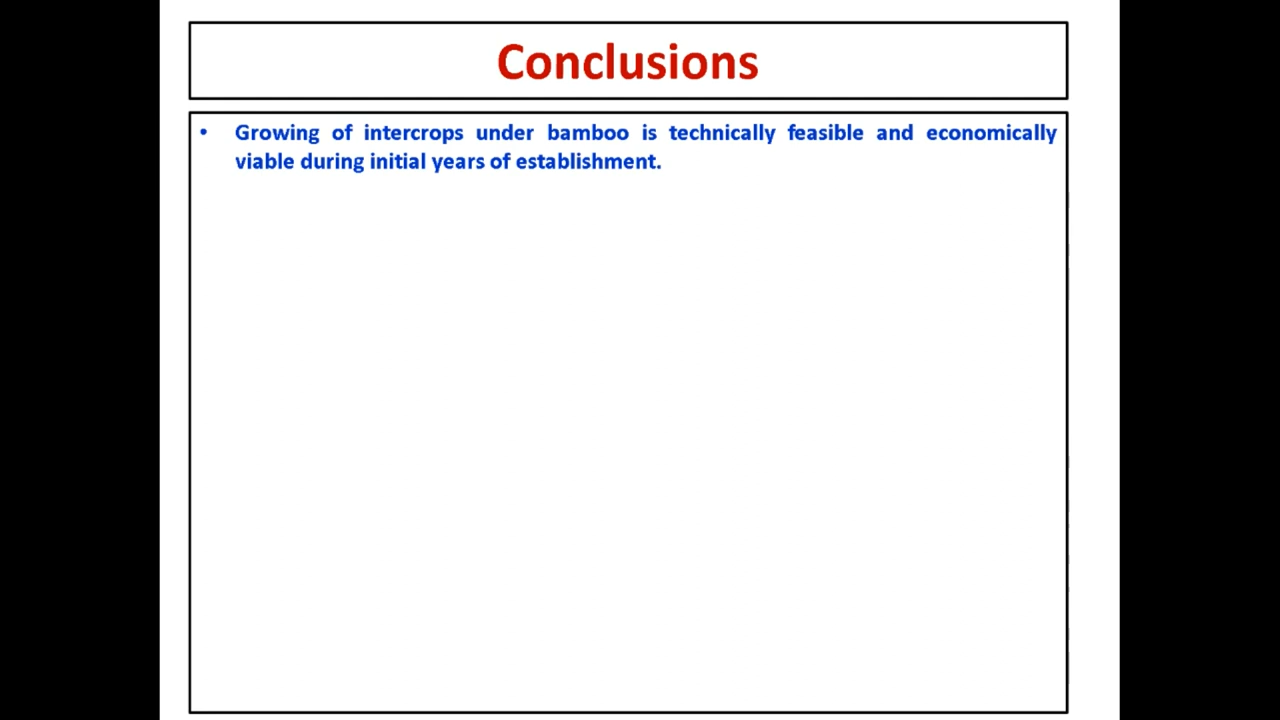 Conclusions
• Growing of intercrops under bamboo is technically feasible and economically
viable during initial years of establishment.